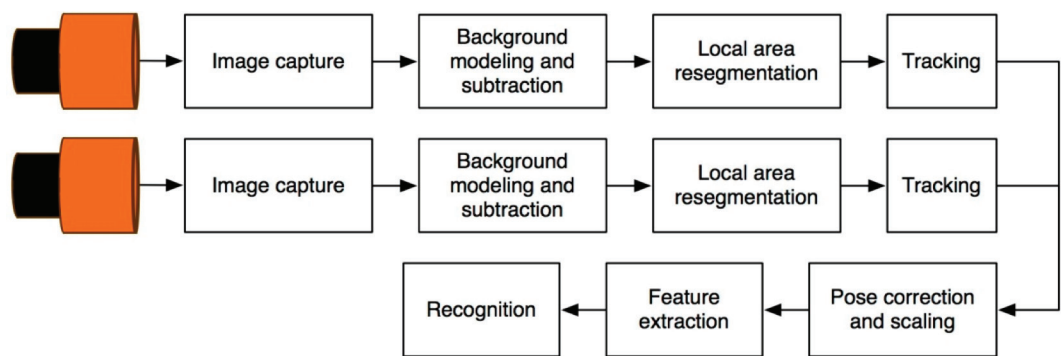 Image capture
Background
modeling and
subtraction
Local area
resegmentation
Tracking
Image capture
Background
modeling and
subtraction
Local area
resegmentation
Tracking
Recognition
Feature
extraction
Pose correction
and scaling